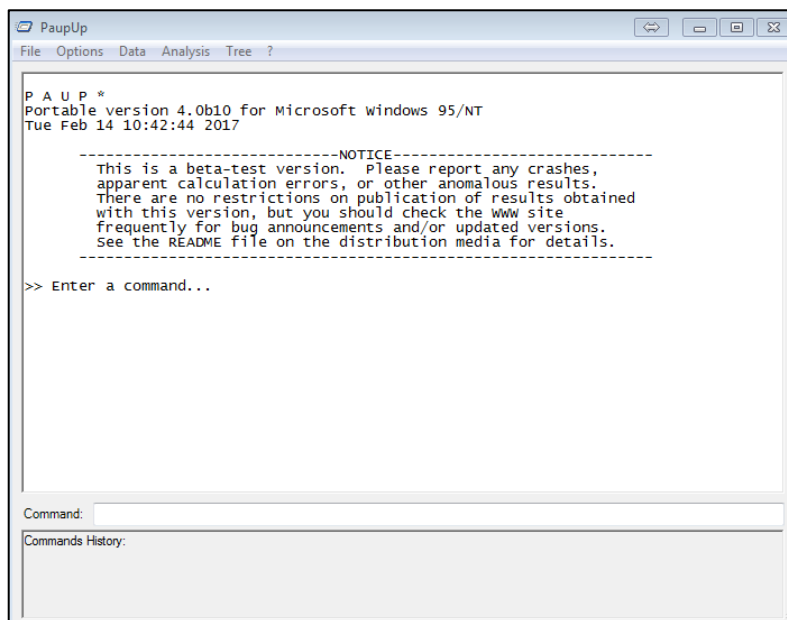 PaupUp
File Options Data Analysis Tree ?
P A U P *
Portable version 4.0b10 for Microsoft Windows 95/NT
Tue Feb 14 10:42:44 2017
-----------------------------NOTICE-----------------------------
This is a beta-test version. Please report any crashes,
apparent calculation errors, or other anomalous results.
There are no restrictions on publication of results obtained
with this version, but you should check the WWW site
frequently for bug announcements and/or updated versions.
See the README file on the distribution media for details.
----------------------------------------------------------------
>> Enter a command...
Command:
Commands History: